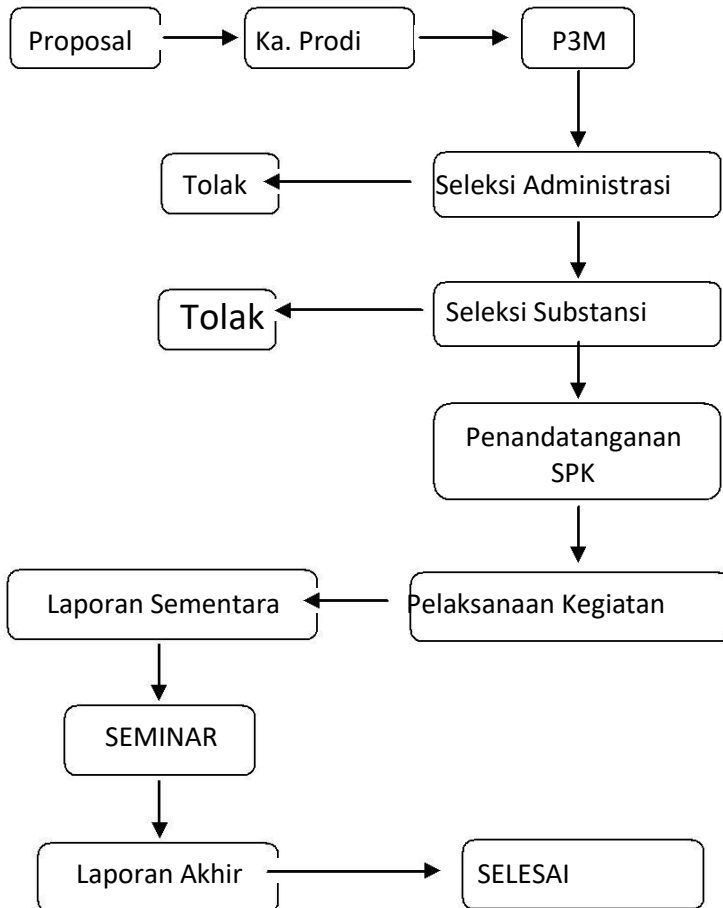 Proposal
Ka. Prodi
P3M
Tolak
Seleksi Administrasi
Tolak
Seleksi Substansi
Penandatanganan
SPK
Laporan Sementara
Pelaksanaan Kegiatan
SEMINAR
Laporan Akhir
SELESAI